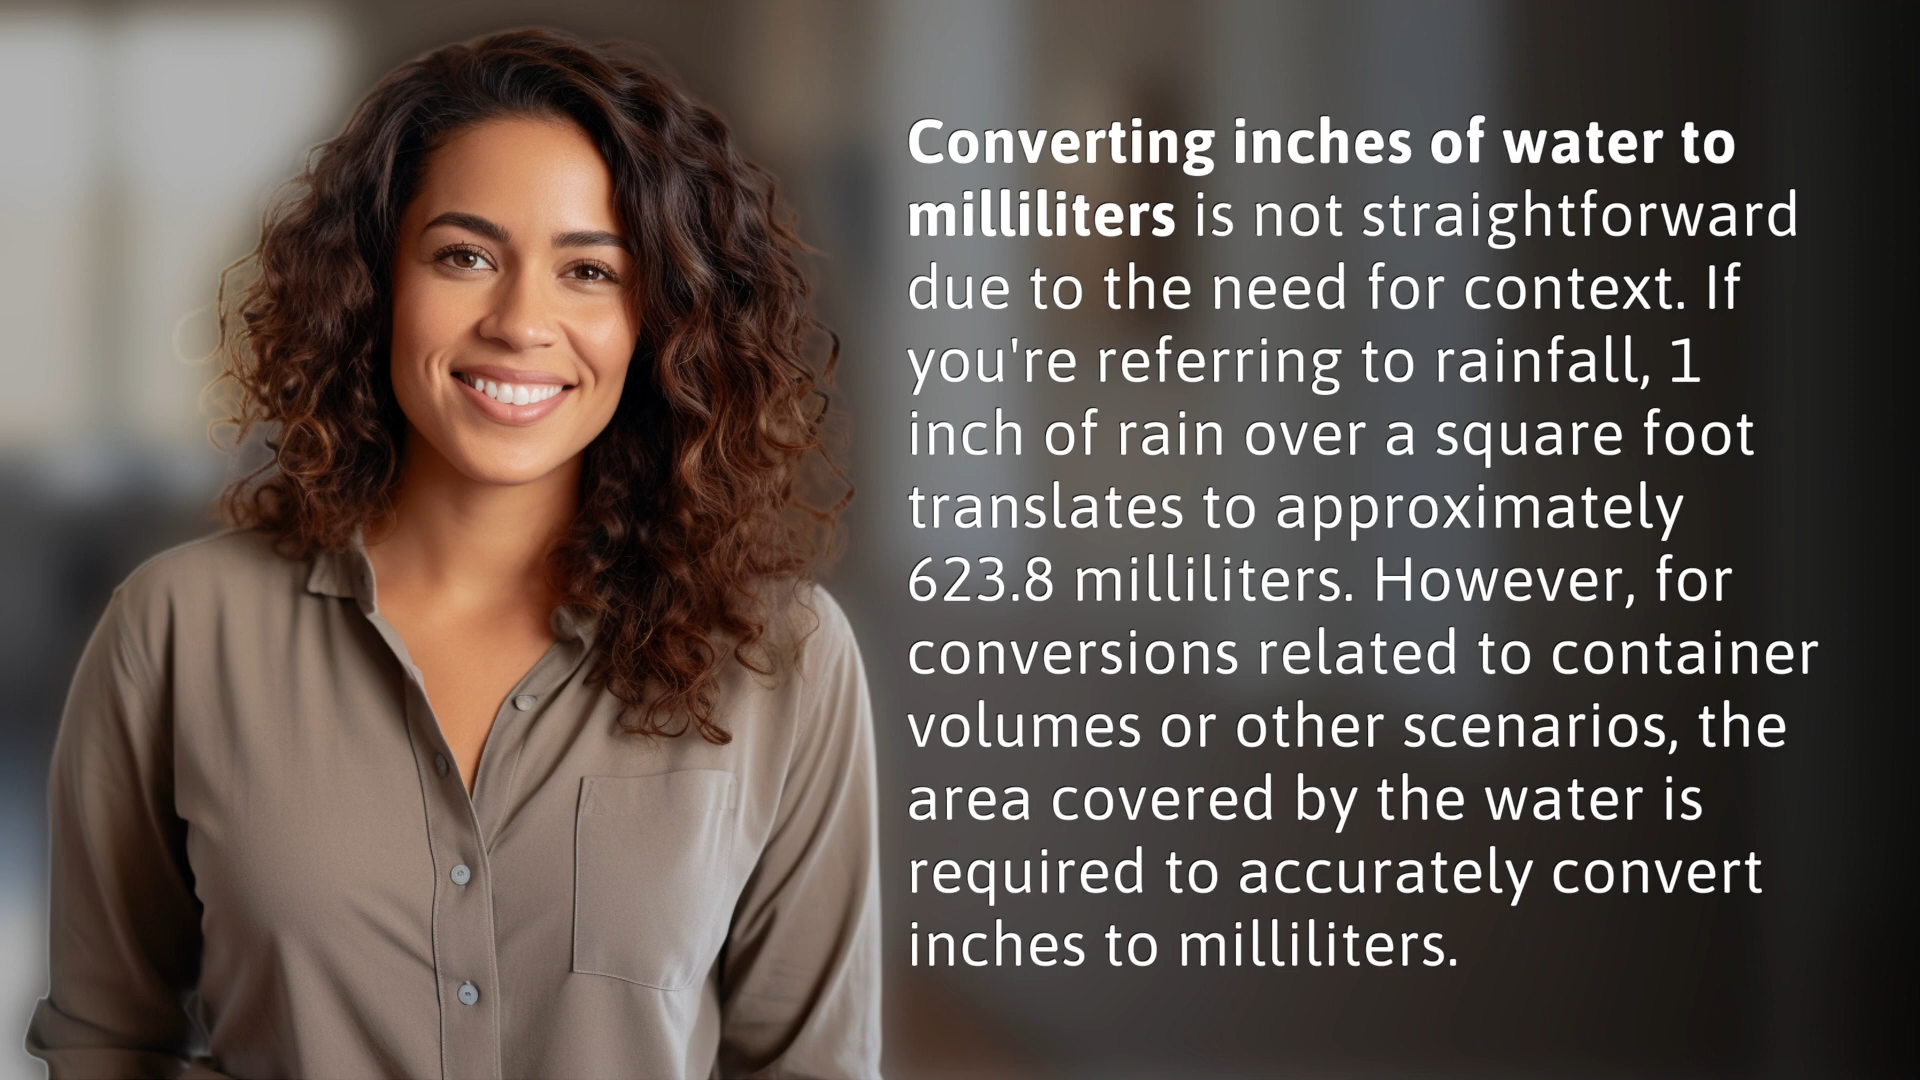 Converting inches of water to
milliliters is not straightforward
due to the need for context. If
you're referring to rainfall, 1
inch of rain over a square foot
translates to approximately
623.8 milliliters. However, for
conversions related to container
volumes or other scenarios, the
area covered by the water is
required to accurately convert
inches to milliliters.